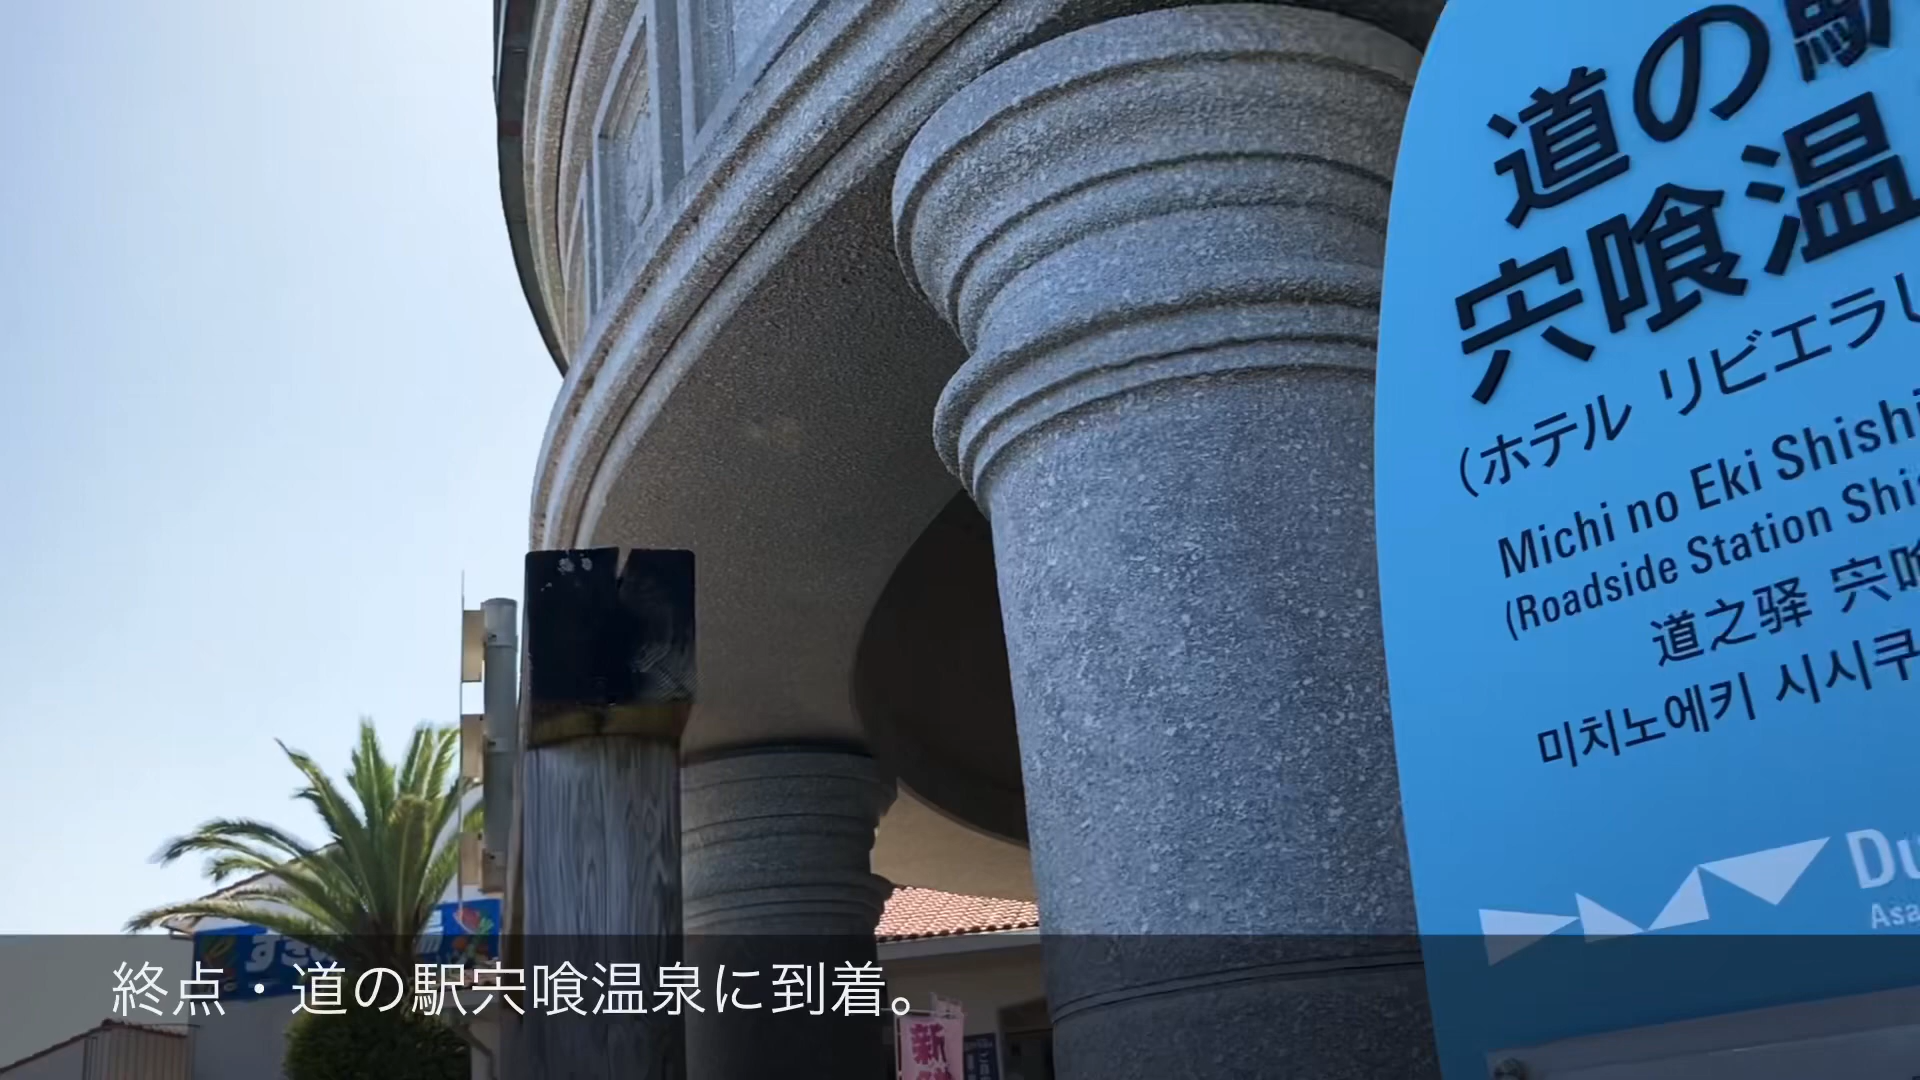 道の駅
宍喰温
（ホテル リビエラ
Michi no Eki Shishi
(Roadside Station Shi
道之驿 宍喰
미치노에키 시시쿠
Du
Asa
終点・道の駅宍喰温泉に到着。
新